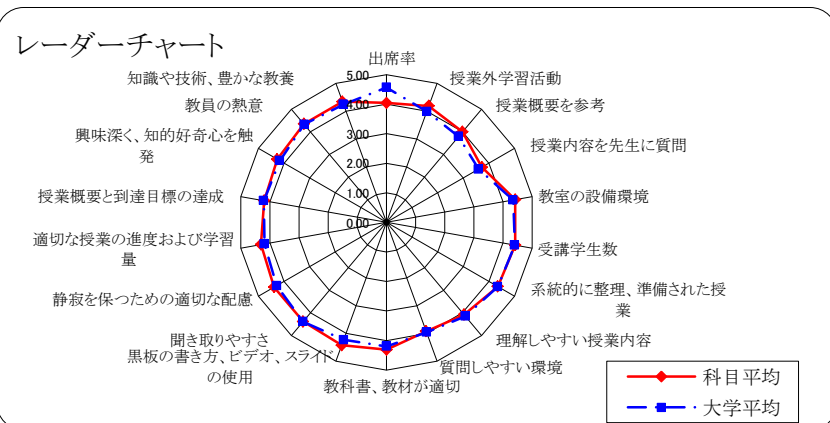 レーダーチャート
出席率
授業外学習活動
授業概要を参考
授業内容を先生に質問
教室の設備環境
受講学生数
系統的に整理、準備された授
業
理解しやすい授業内容
質問しやすい環境
教科書、教材が適切
黒板の書き方、ビデオ、スライド
の使用
聞き取りやすさ
静寂を保つための適切な配慮
適切な授業の進度および学習
量
授業概要と到達目標の達成
興味深く、知的好奇心を触
発
教員の熱意
知識や技術、豊かな教養
5.00
4.00
3.00
2.00
1.00
0.00
科目平均
大学平均